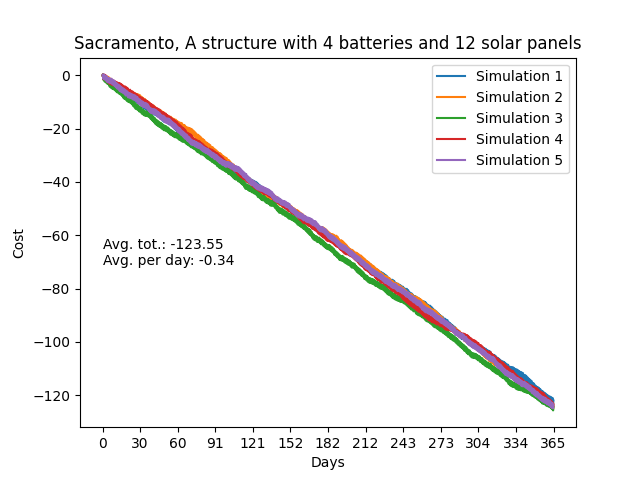 Sacramento, A structure with 4 batteries and 12 solar panels
Simulation 1
Simulation 2
Simulation 3
Simulation 4
Simulation 5
0
−20
−40
−60
−80
−100
−120
Cost
Avg. tot.: -123.55
Avg. per day: -0.34
0 30 60 91 121 152 182 212 243 273 304 334 365
Days